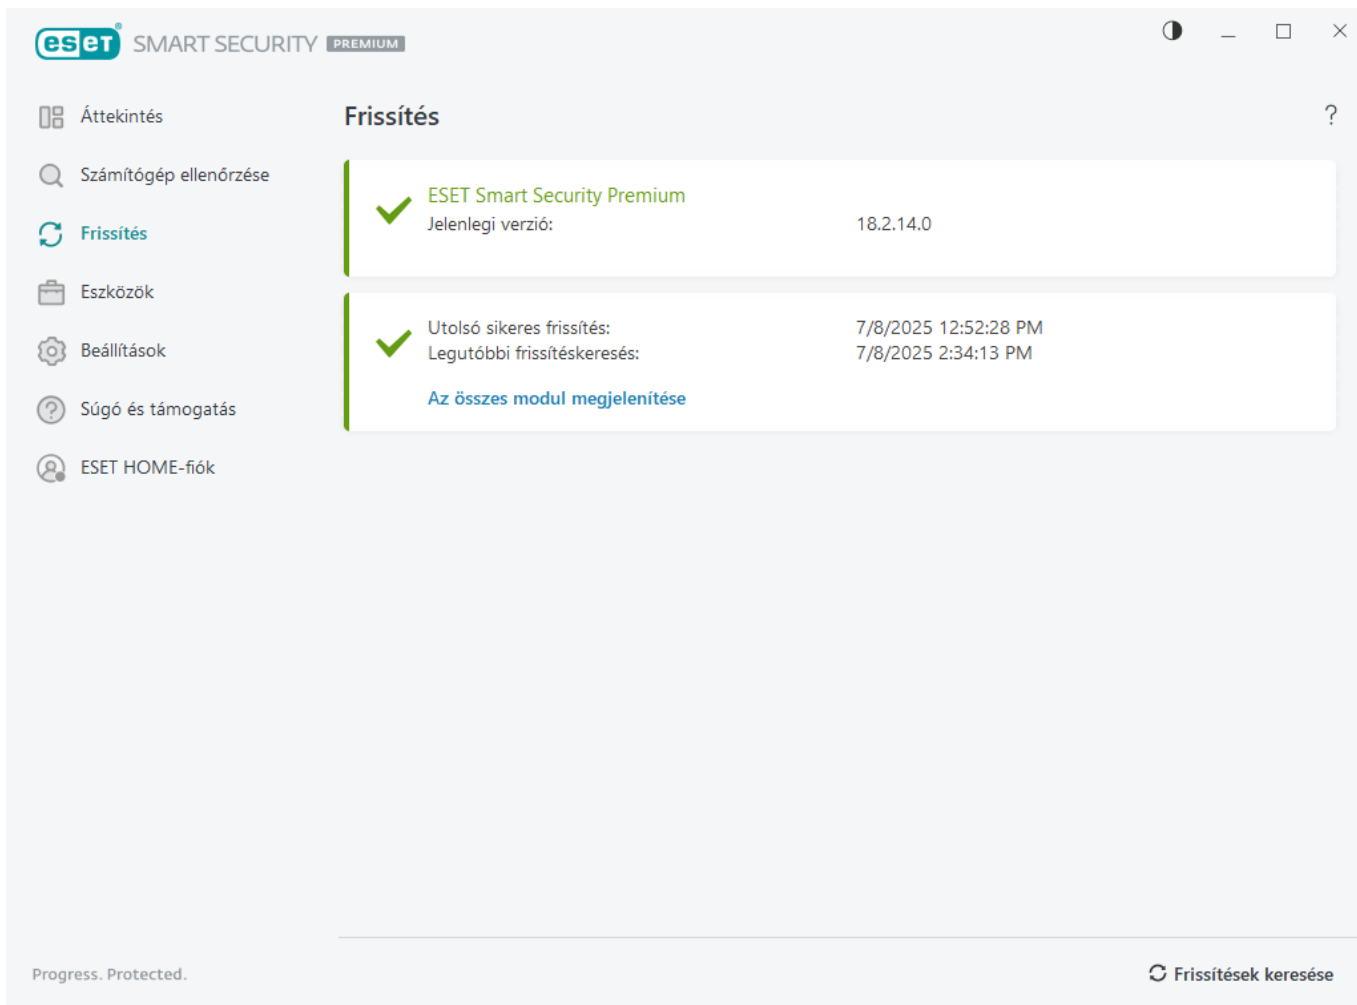 eset® SMART SECURITY PREMIUM
Áttekintés
Számítógép ellenőrzése
Frissítés
Eszközök
Beállítások
Súgó és támogatás
ESET HOME-fiók
Frissítés
?
ESET Smart Security Premium
Jelenlegi verzió: 18.2.14.0
Utolsó sikeres frissítés: 7/8/2025 12:52:28 PM
Legutóbbi frissítéskeresés: 7/8/2025 2:34:13 PM
Az összes modul megjelenítése
Progress. Protected.
Frissítések keresése